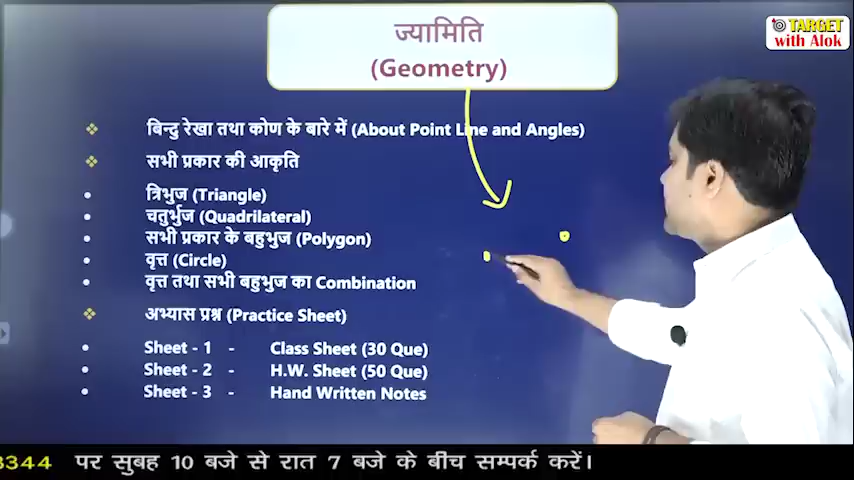 ज्यामिति
(Geometry)
TARGET
with Alok
❖ बिन्दु रेखा तथा कोण के बारे में (About Point Line and Angles)
❖ सभी प्रकार की आकृति
• त्रिभुज (Triangle)
• चतुर्भुज (Quadrilateral)
• सभी प्रकार के बहुभुज (Polygon)
• वृत्त (Circle)
• वृत्त तथा सभी बहुभुज का Combination
❖ अभ्यास प्रश्न (Practice Sheet)
• Sheet - 1 - Class Sheet (30 Que)
• Sheet - 2 - H.W. Sheet (50 Que)
• Sheet - 3 - Hand Written Notes
3344 पर सुबह 10 बजे से रात 7 बजे के बीच सम्पर्क करें।